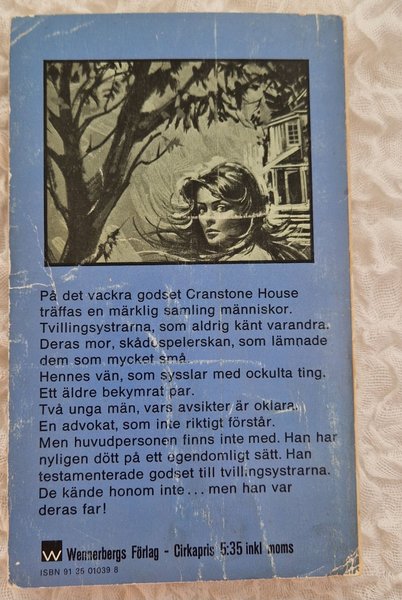 På det vackra godset Cranstone House
träffas en märklig samling människor.
Tvillingsystrarna, som aldrig känt varandra.
Deras mor, skådespelerskan, som lämnade
dem som mycket små.
Hennes vän, som sysslar med ockulta ting.
Ett äldre bekymrat par.
Två unga män, vars avsikter är oklara.
En advokat, som inte riktigt förstår.
Men huvudpersonen finns inte med. Han har
nyligen dött på ett egendomligt sätt. Han
testamenterade godset till tvillingsystrarna.
De kände honom inte ... men han var
deras far!
W Wennerbergs Förlag - Cirkapris 5:35 inkl moms
ISBN 91 35 01039 8